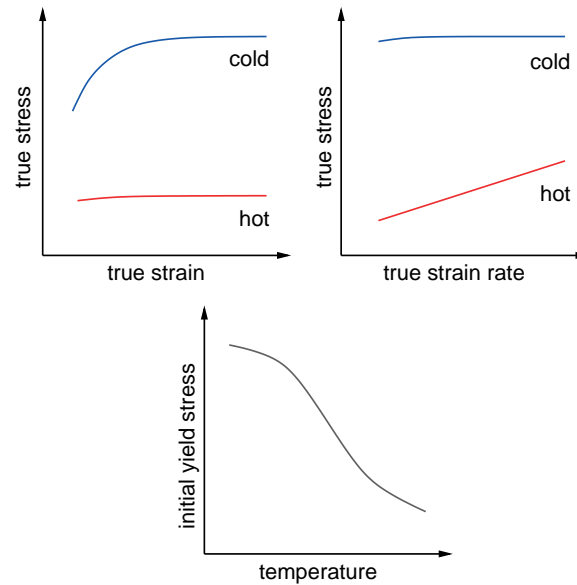 true stress
cold
hot
true strain
true stress
cold
hot
true strain rate
initial yield stress
temperature